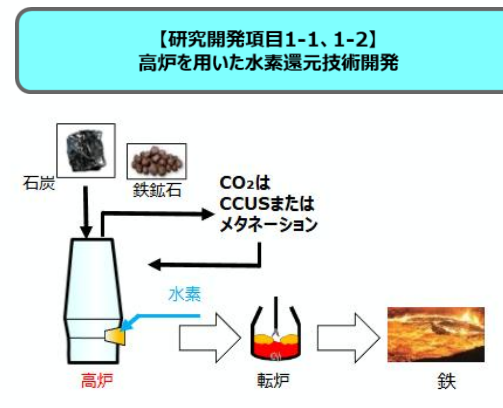 【研究開発項目1-1、1-2】
高炉を用いた水素還元技術開発
石炭
鉄鉱石
CO₂は
CCUSまたは
メタネーション
水素
高炉
転炉
鉄